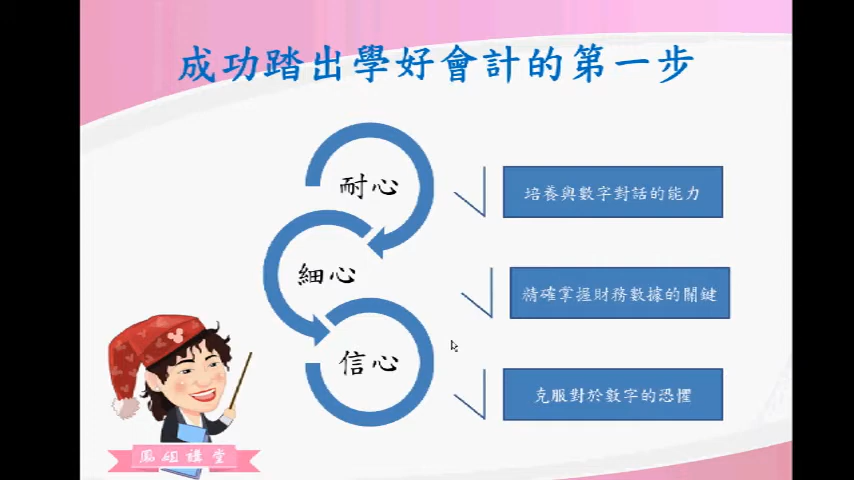 成功踏出學好會計的第一步
耐心
培養與數字對話的能力
細心
精確掌握財務數據的關鍵
信心
克服對於數字的恐懼
鳳姐講堂